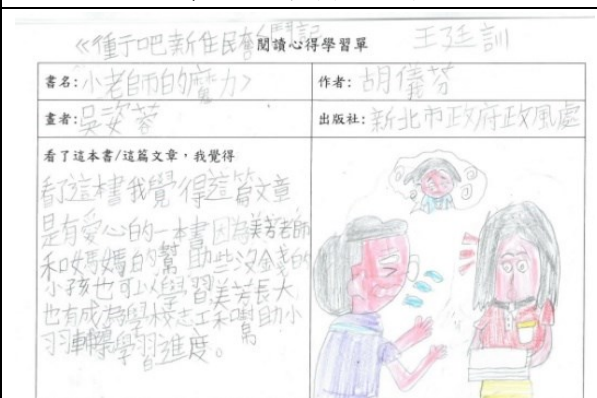 《衝吧新住民奮鬥記 閱讀心得學習單 王廷訓
書名:小老師的魔力》
作者:胡儀芬
畫者:吳姿蓉
出版社:新北市政府政風處
看了這本書/這篇文章,我覺得
看了這本書我覺得這篇文章
是有愛心的一本書因為美芳老師
和媽媽的幫助些沒金錢的
小孩也可以學習美芳長大
也有成為學校志工和幫助小
羽 學習進度。